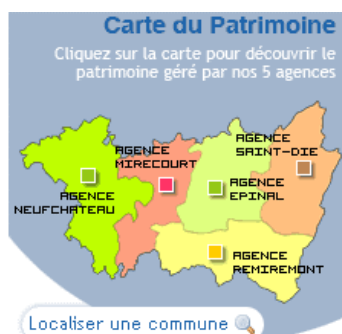 Carte du Patrimoine
Cliquez sur la carte pour découvrir le
patrimoine géré par nos 5 agences
AGENCE
MIRECOURT
AGENCE
SAINT-DIE
AGENCE
NEUFCHATEAU
AGENCE
EPINAL
AGENCE
REMIREMONT
Localiser une commune